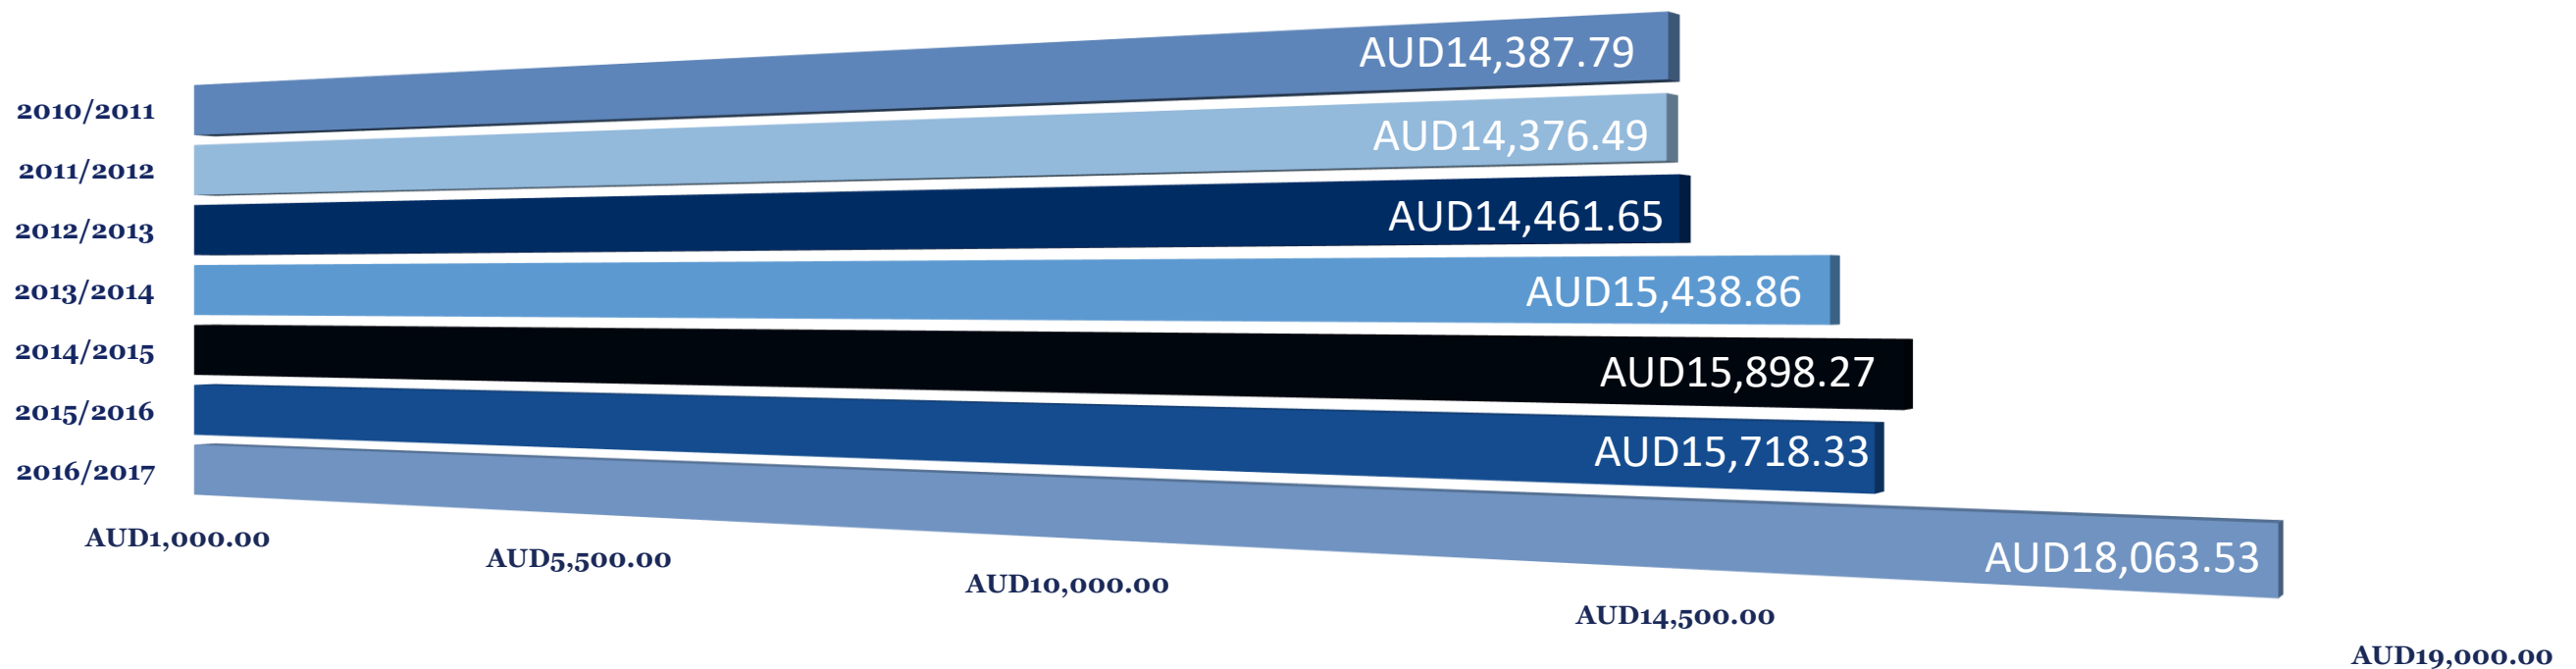 2010/2011 AUD14,387.79
2011/2012 AUD14,376.49
2012/2013 AUD14,461.65
2013/2014 AUD15,438.86
2014/2015 AUD15,898.27
2015/2016 AUD15,718.33
2016/2017 AUD18,063.53
AUD1,000.00
AUD5,500.00
AUD10,000.00
AUD14,500.00
AUD19,000.00